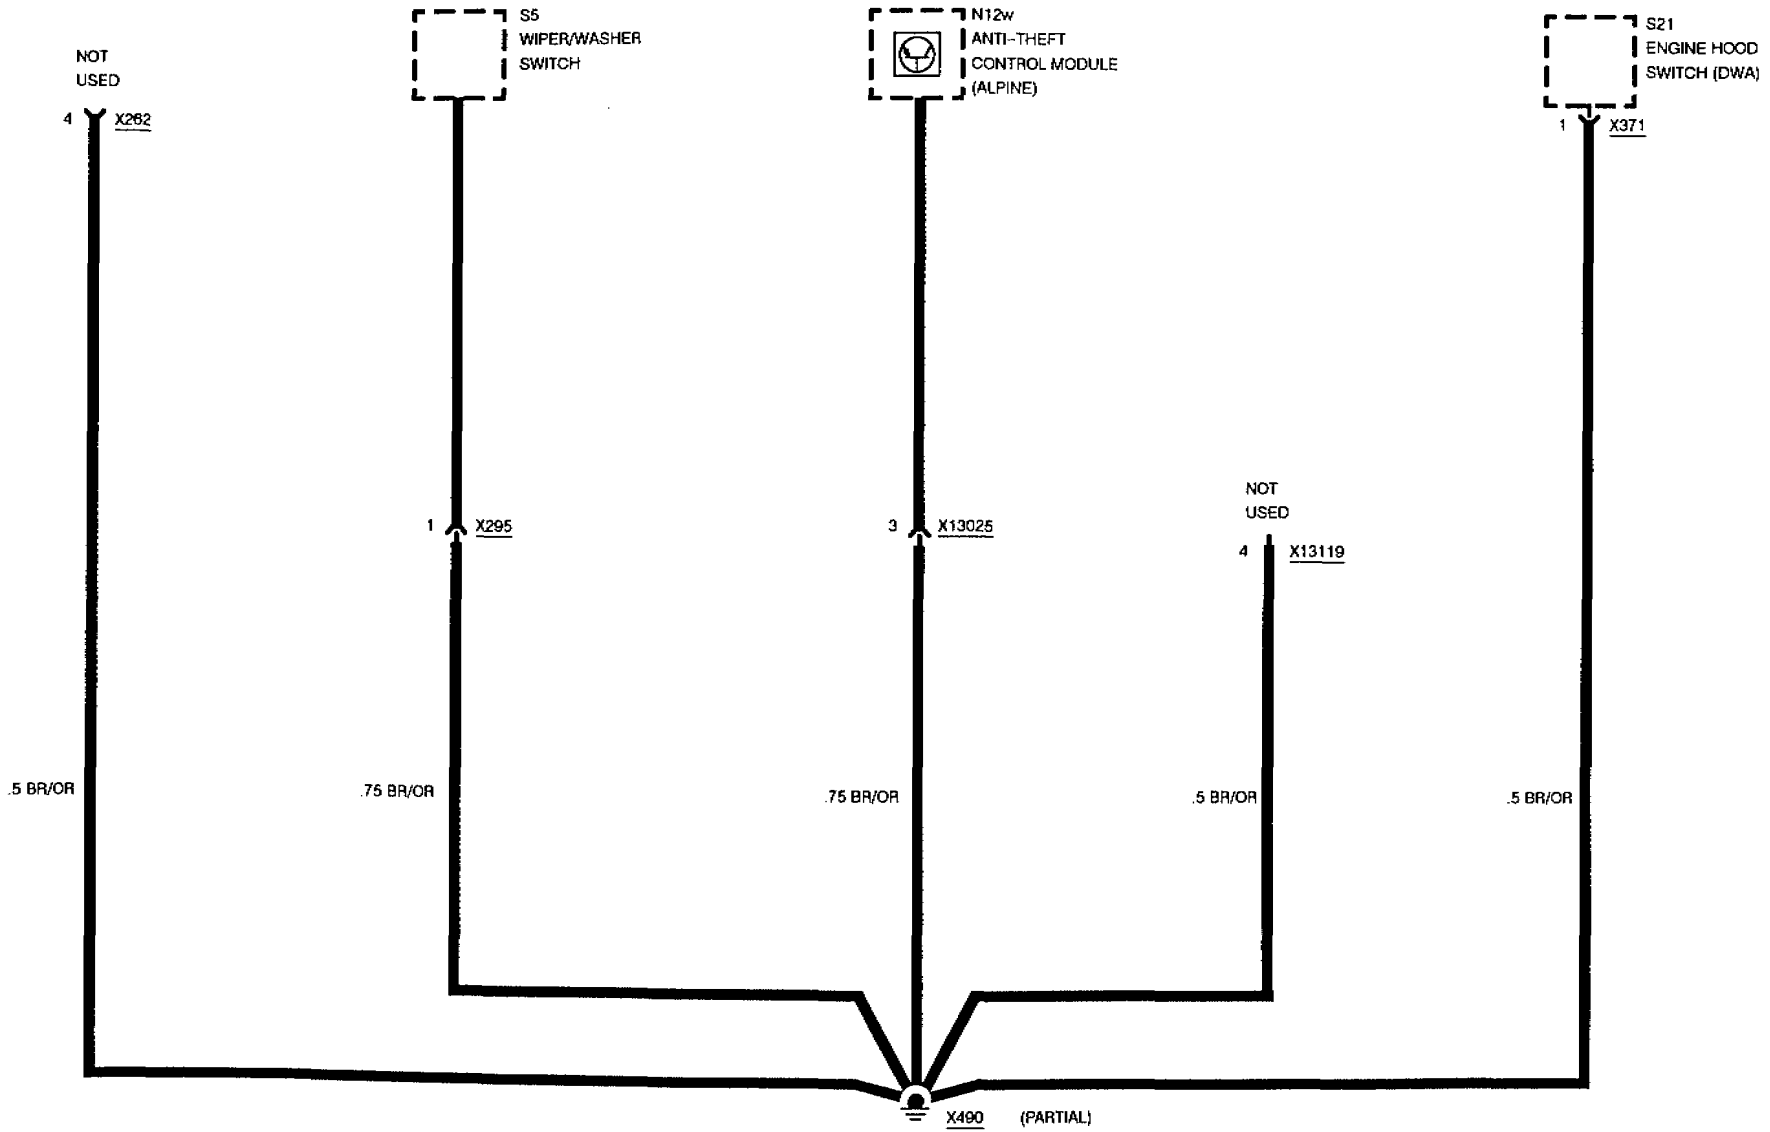 NOT
USED
4 X262
S5
WIPER/WASHER
SWITCH
N12w
ANTI-THEFT
CONTROL MODULE
(ALPINE)
S21
ENGINE HOOD
SWITCH (DWA)
1 X371
1 X295
3 X13025
NOT
USED
4 X13119
.5 BR/OR
.75 BR/OR
.75 BR/OR
.5 BR/OR
.5 BR/OR
X490 (PARTIAL)